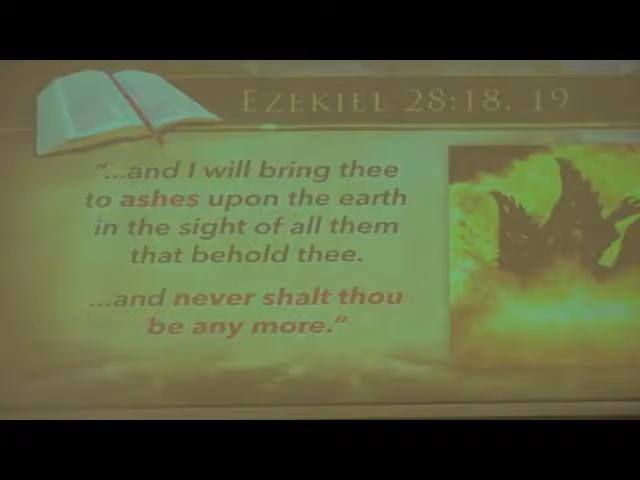 EZEKIEL 28:18. 19
"...and I will bring thee
to ashes upon the earth
in the sight of all them
that behold thee.
...and never shalt thou
be any more."